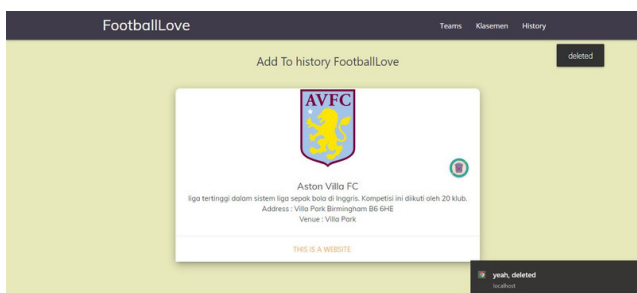 FootballLove
Teams Klasemen History
deleted
Add To history FootballLove
AVFC
Aston Villa FC
liga tertinggi dalam sistem liga sepak bola di Inggris. Kompetisi ini diikuti oleh 20 klub.
Address : Villa Park Birmingham B6 6HE
Venue : Villa Park
THIS IS A WEBSITE
yeah, deleted
localhost